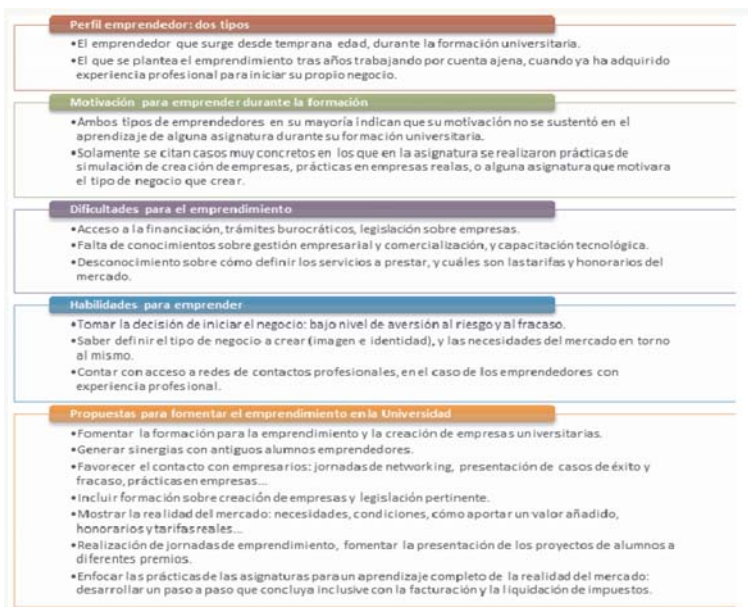 Perfil emprendedor: dos tipos
•El emprendedor que surge desde temprana edad, durante la formación universitaria.
•El que se plantea el emprendimiento tras años trabajando por cuenta ajena, cuando ya ha adquirido
experiencia profesional para iniciar su propio negocio.
Motivación para emprender durante la formación
•Ambos tipos de emprendedores en su mayoría indican que su motivación no se sustentó en el
aprendizaje de alguna asignatura durante su formación universitaria.
•Solamente se citan casos muy concretos en los que en la asignatura se realizaron prácticas de
simulación de creación de empresas, prácticas en empresas realas, o alguna asignatura que motivara
el tipo de negocio que crear.
Dificultades para el emprendimiento
•Acceso a la financiación, trámites burocráticos, legislación sobre empresas.
•Falta de conocimientos sobre gestión empresarial y comercialización, y capacitación tecnológica.
•Desconocimiento sobre cómo definir los servicios a prestar, y cuáles son las tarifas y honorarios del
mercado.
Habilidades para emprender
•Tomar la decisión de iniciar el negocio: bajo nivel de aversión al riesgo y al fracaso.
•Saber definir el tipo de negocio a crear (imagen e identidad), y las necesidades del mercado en torno
al mismo.
•Contar con acceso a redes de contactos profesionales, en el caso de los emprendedores con
experiencia profesional.
Propuestas para fomentar el emprendimiento en la Universidad
•Fomentar la formación para la emprendimiento y la creación de empresas universitarias.
•Generar sinergias con antiguos alumnos emprendedores.
•Favorecer el contacto con empresarios: jornadas de networking, presentación de casos de éxito y
fracaso, prácticas en empresas...
•Incluir formación sobre creación de empresas y legislación pertinente.
•Mostrar la realidad del mercado: necesidades, condiciones, cómo aportar un valor añadido,
honorarios y tarifas reales...
•Realización de jornadas de emprendimiento, fomentar la presentación de los proyectos de alumnos a
diferentes premios.
•Enfocar las prácticas de las asignaturas para un aprendizaje completo de la realidad del mercado:
desarrollar un paso a paso que concluya inclusive con la facturación y la liquidación de impuestos.